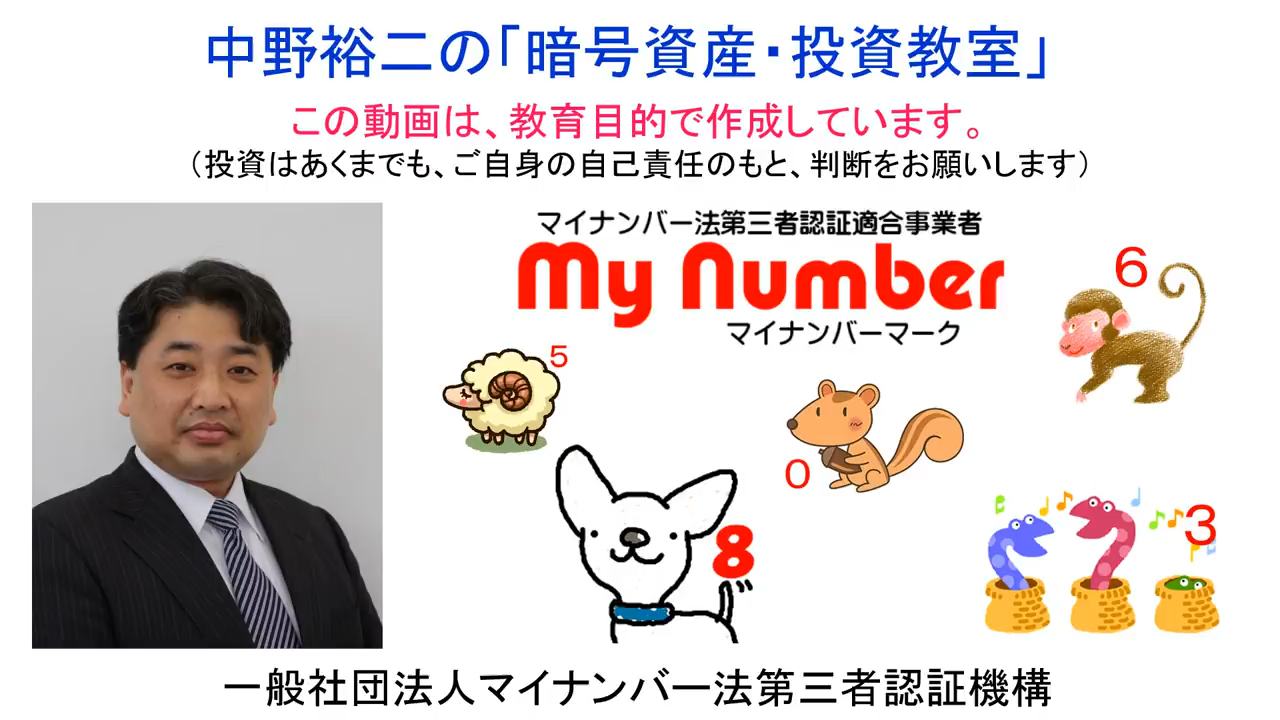 中野裕二の「暗号資産・投資教室」
この動画は、教育目的で作成しています。
（投資はあくまでも、ご自身の自己責任のもと、判断をお願いします）
マイナンバー法第三者認証適合事業者
My Number
マイナンバーマーク
6
5
0
8
3
一般社団法人マイナンバー法第三者認証機構